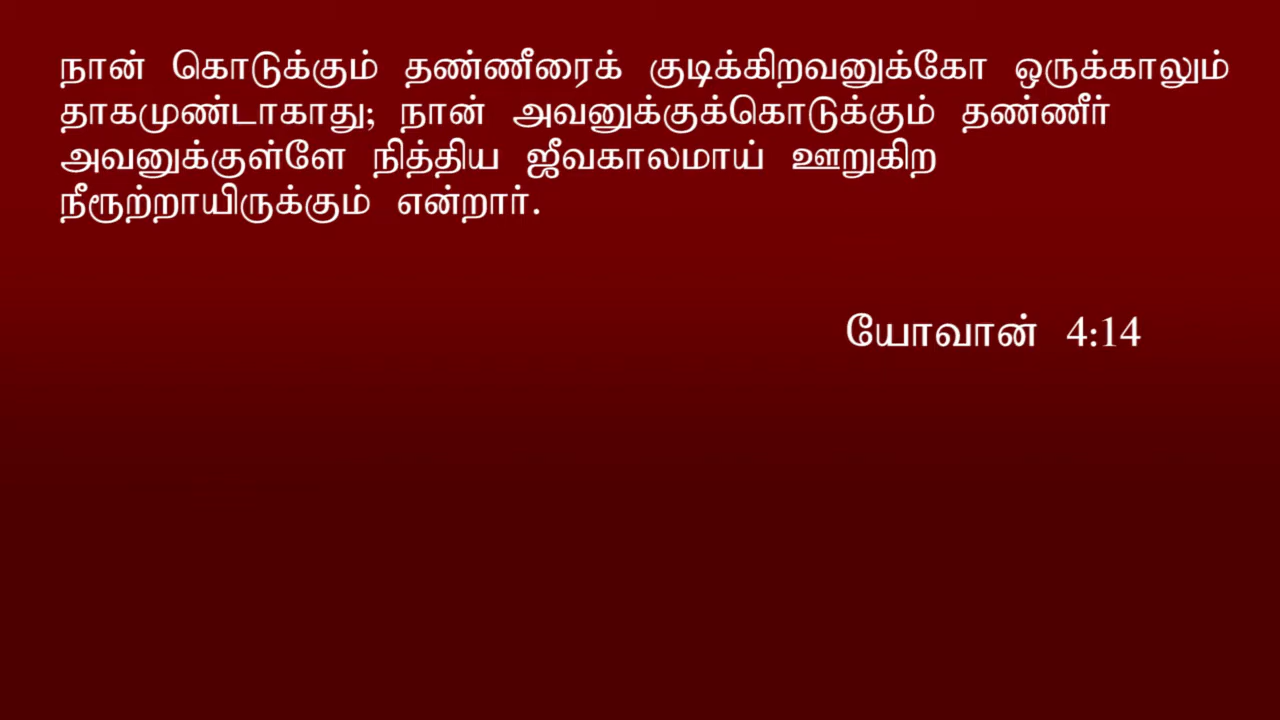 நான் கொடுக்கும் தண்ணீரைக் குடிக்கிறவனுக்கோ ஒருக்காலும்
தாகமுண்டாகாது; நான் அவனுக்குக்கொடுக்கும் தண்ணீர்
அவனுக்குள்ளே நித்திய ஜீவகாலமாய் ஊறுகிற
நீரூற்றாயிருக்கும் என்றார்.
யோவான் 4:14